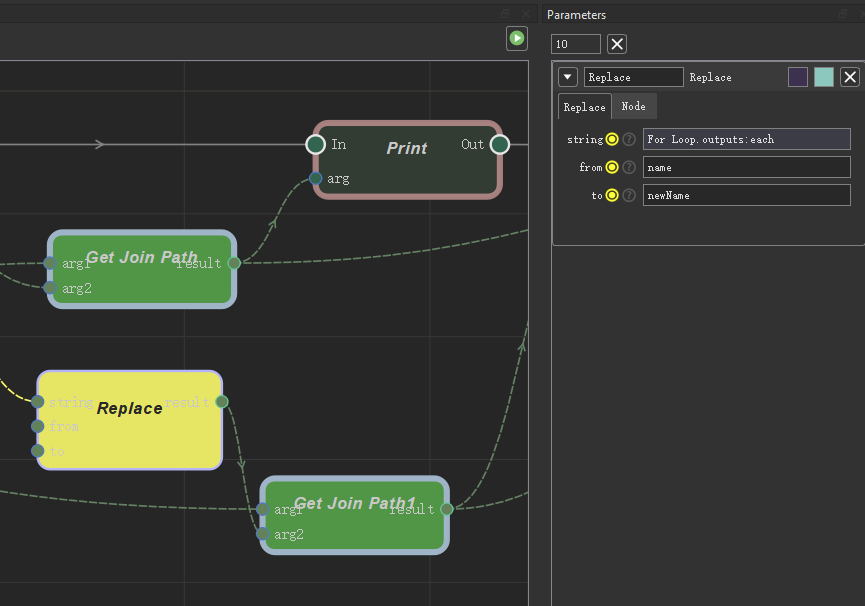 Parameters
10
Replace Replace
Replace Node
string ? For Loop.outputs:each
from ? name
to ? newName
In Print Out
arg
Get Join Path
arg1 result
arg2
string Replace result
from
to
Get Join Path1
arg1 result
arg2